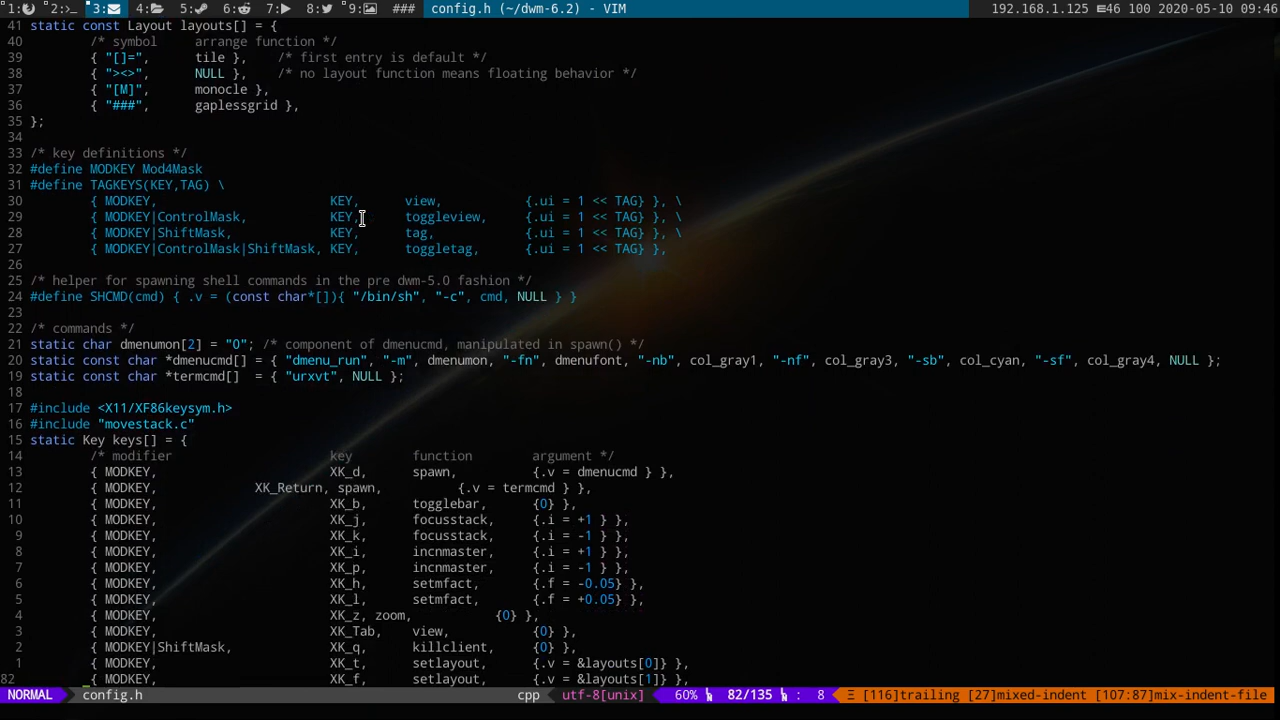 1: 2:>_ 3: 4: 5: 6: 7: 8: 9: ### config.h (~/dwm-6.2) - VIM 192.168.1.125 ≡46 100 2020-05-10 09:46
41 static const Layout layouts[] = {
40 /* symbol arrange function */
39 { "[]=", tile }, /* first entry is default */
38 { "><>", NULL }, /* no layout function means floating behavior */
37 { "[M]", monocle },
36 { "###", gaplessgrid },
35 };
34
33 /* key definitions */
32 #define MODKEY Mod4Mask
31 #define TAGKEYS(KEY,TAG) \
30 { MODKEY, KEY, view, {.ui = 1 << TAG} }, \
29 { MODKEY|ControlMask, KEY, toggleview, {.ui = 1 << TAG} }, \
28 { MODKEY|ShiftMask, KEY, tag, {.ui = 1 << TAG} }, \
27 { MODKEY|ControlMask|ShiftMask, KEY, toggletag, {.ui = 1 << TAG} },
26
25 /* helper for spawning shell commands in the pre dwm-5.0 fashion */
24 #define SHCMD(cmd) { .v = (const char*[]){ "/bin/sh", "-c", cmd, NULL } }
23
22 /* commands */
21 static char dmenumon[2] = "0"; /* component of dmenucmd, manipulated in spawn() */
20 static const char *dmenucmd[] = { "dmenu_run", "-m", dmenumon, "-fn", dmenufont, "-nb", col_gray1, "-nf", col_gray3, "-sb", col_cyan, "-sf", col_gray4, NULL };
19 static const char *termcmd[] = { "urxvt", NULL };
18
17 #include <X11/XF86keysym.h>
16 #include "movestack.c"
15 static Key keys[] = {
14 /* modifier key function argument */
13 { MODKEY, XK_d, spawn, {.v = dmenucmd } },
12 { MODKEY, XK_Return, spawn, {.v = termcmd } },
11 { MODKEY, XK_b, togglebar, {0} },
10 { MODKEY, XK_j, focusstack, {.i = +1 } },
9 { MODKEY, XK_k, focusstack, {.i = -1 } },
8 { MODKEY, XK_i, incnmaster, {.i = +1 } },
7 { MODKEY, XK_p, incnmaster, {.i = -1 } },
6 { MODKEY, XK_h, setmfact, {.f = -0.05} },
5 { MODKEY, XK_l, setmfact, {.f = +0.05} },
4 { MODKEY, XK_z, zoom, {0} },
3 { MODKEY, XK_Tab, view, {0} },
2 { MODKEY|ShiftMask, XK_q, killclient, {0} },
1 { MODKEY, XK_t, setlayout, {.v = &layouts[0]} },
82 { MODKEY, XK_f, setlayout, {.v = &layouts[1]} },
NORMAL config.h cpp utf-8[unix] 60% 82/135 : 8 Ξ [116]trailing [27]mixed-indent [107:87]mix-indent-file